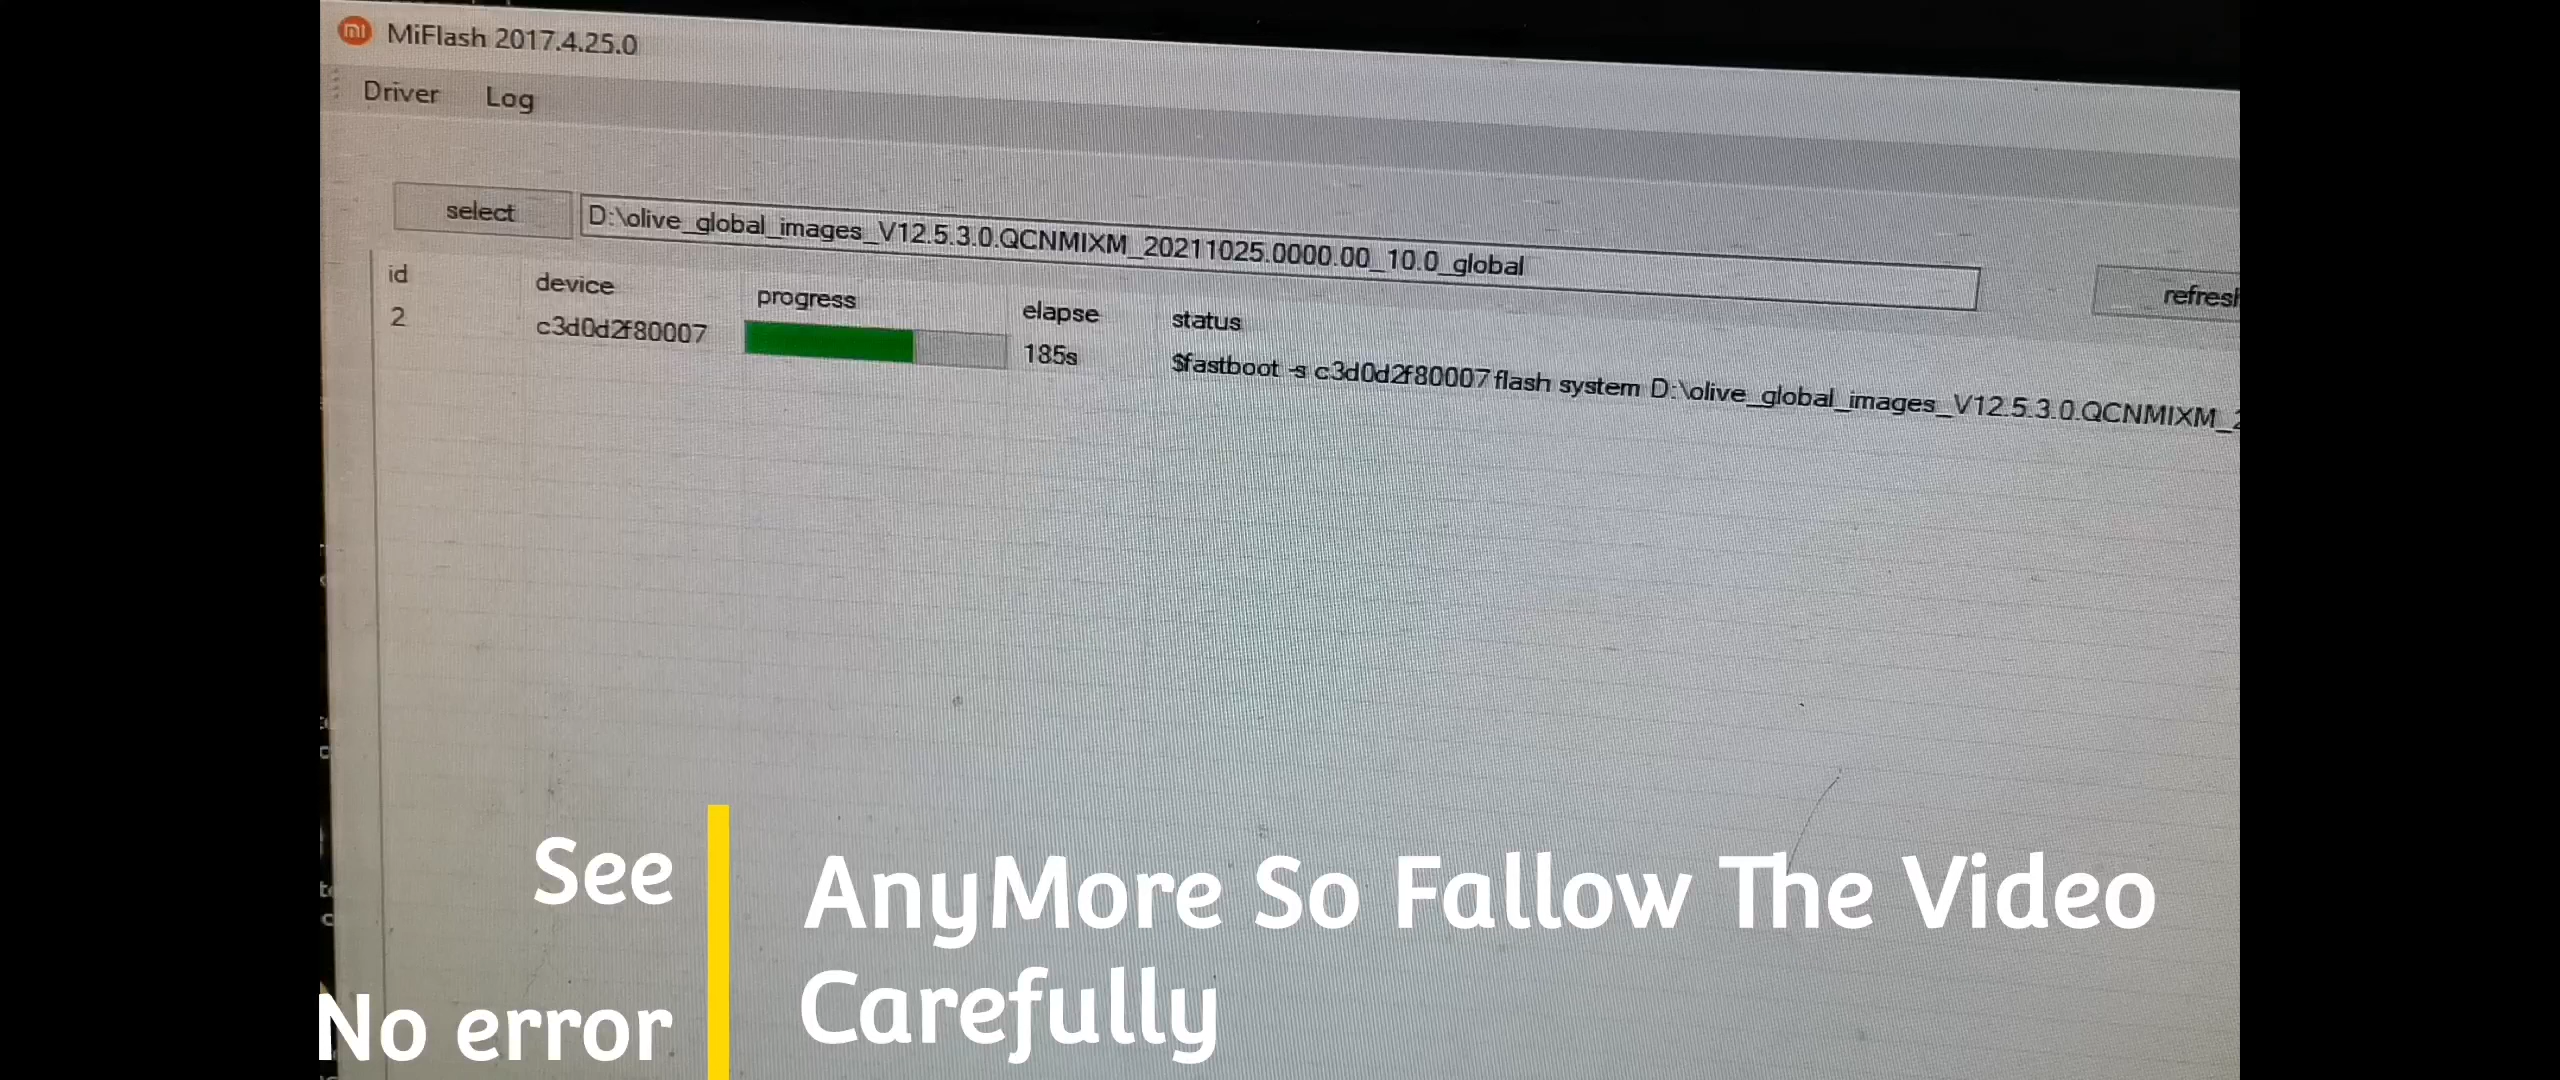 MiFlash 2017.4.25.0
Driver Log
select D:\olive_global_images_V12.5.3.0.QCNMIXM_20211025.0000.00_10.0_global
id device progress elapse status
2 c3d0d2f80007 185s $fastboot -s c3d0d2f80007 flash system D:\olive_global_images_V12.5.3.0.QCNMIXM_
See
No error
AnyMore So Fallow The Video
Carefully